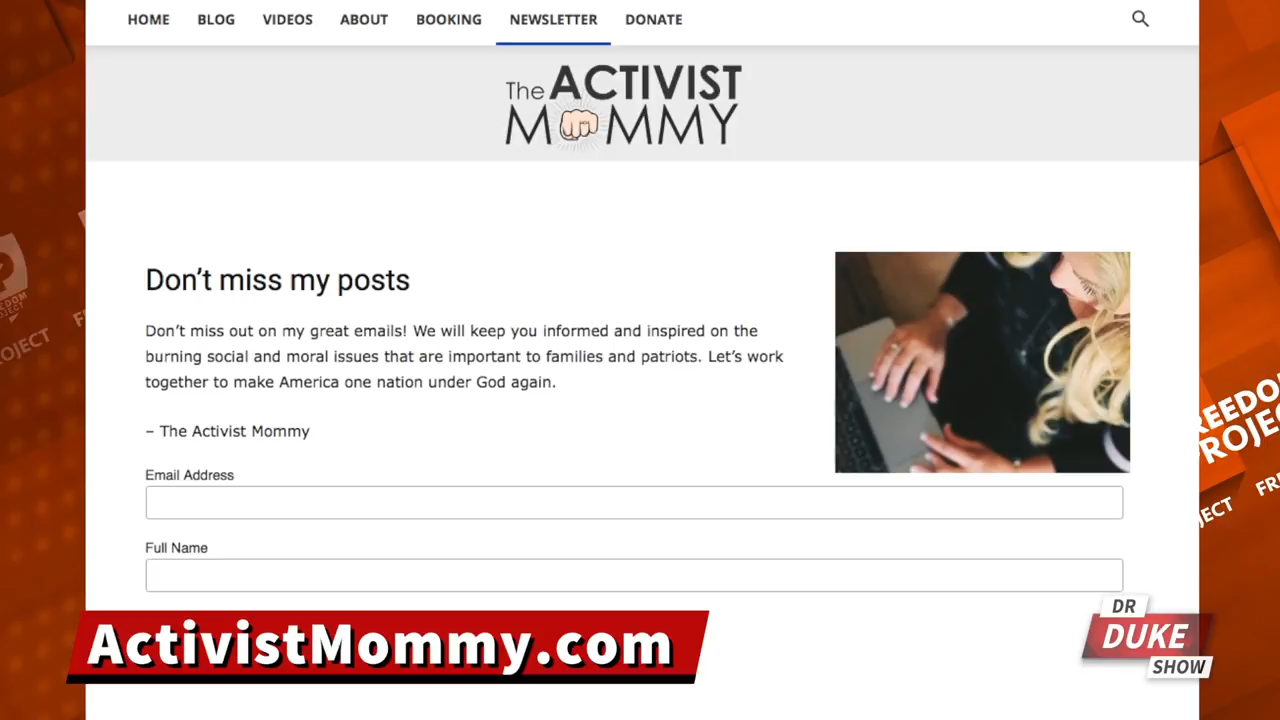 HOME BLOG VIDEOS ABOUT BOOKING NEWSLETTER DONATE
The ACTIVIST
MOMMY
Don’t miss my posts
Don’t miss out on my great emails! We will keep you informed and inspired on the
burning social and moral issues that are important to families and patriots. Let’s work
together to make America one nation under God again.
– The Activist Mommy
Email Address
Full Name
ActivistMommy.com
DR
DUKE
SHOW